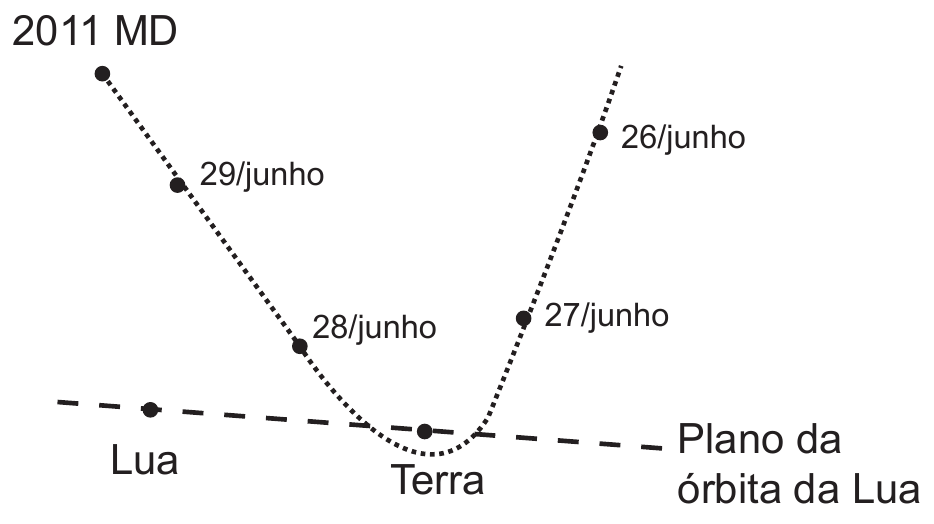 2011 MD
26/junho
29/junho
27/junho
28/junho
Lua
Terra
Plano da
órbita da Lua